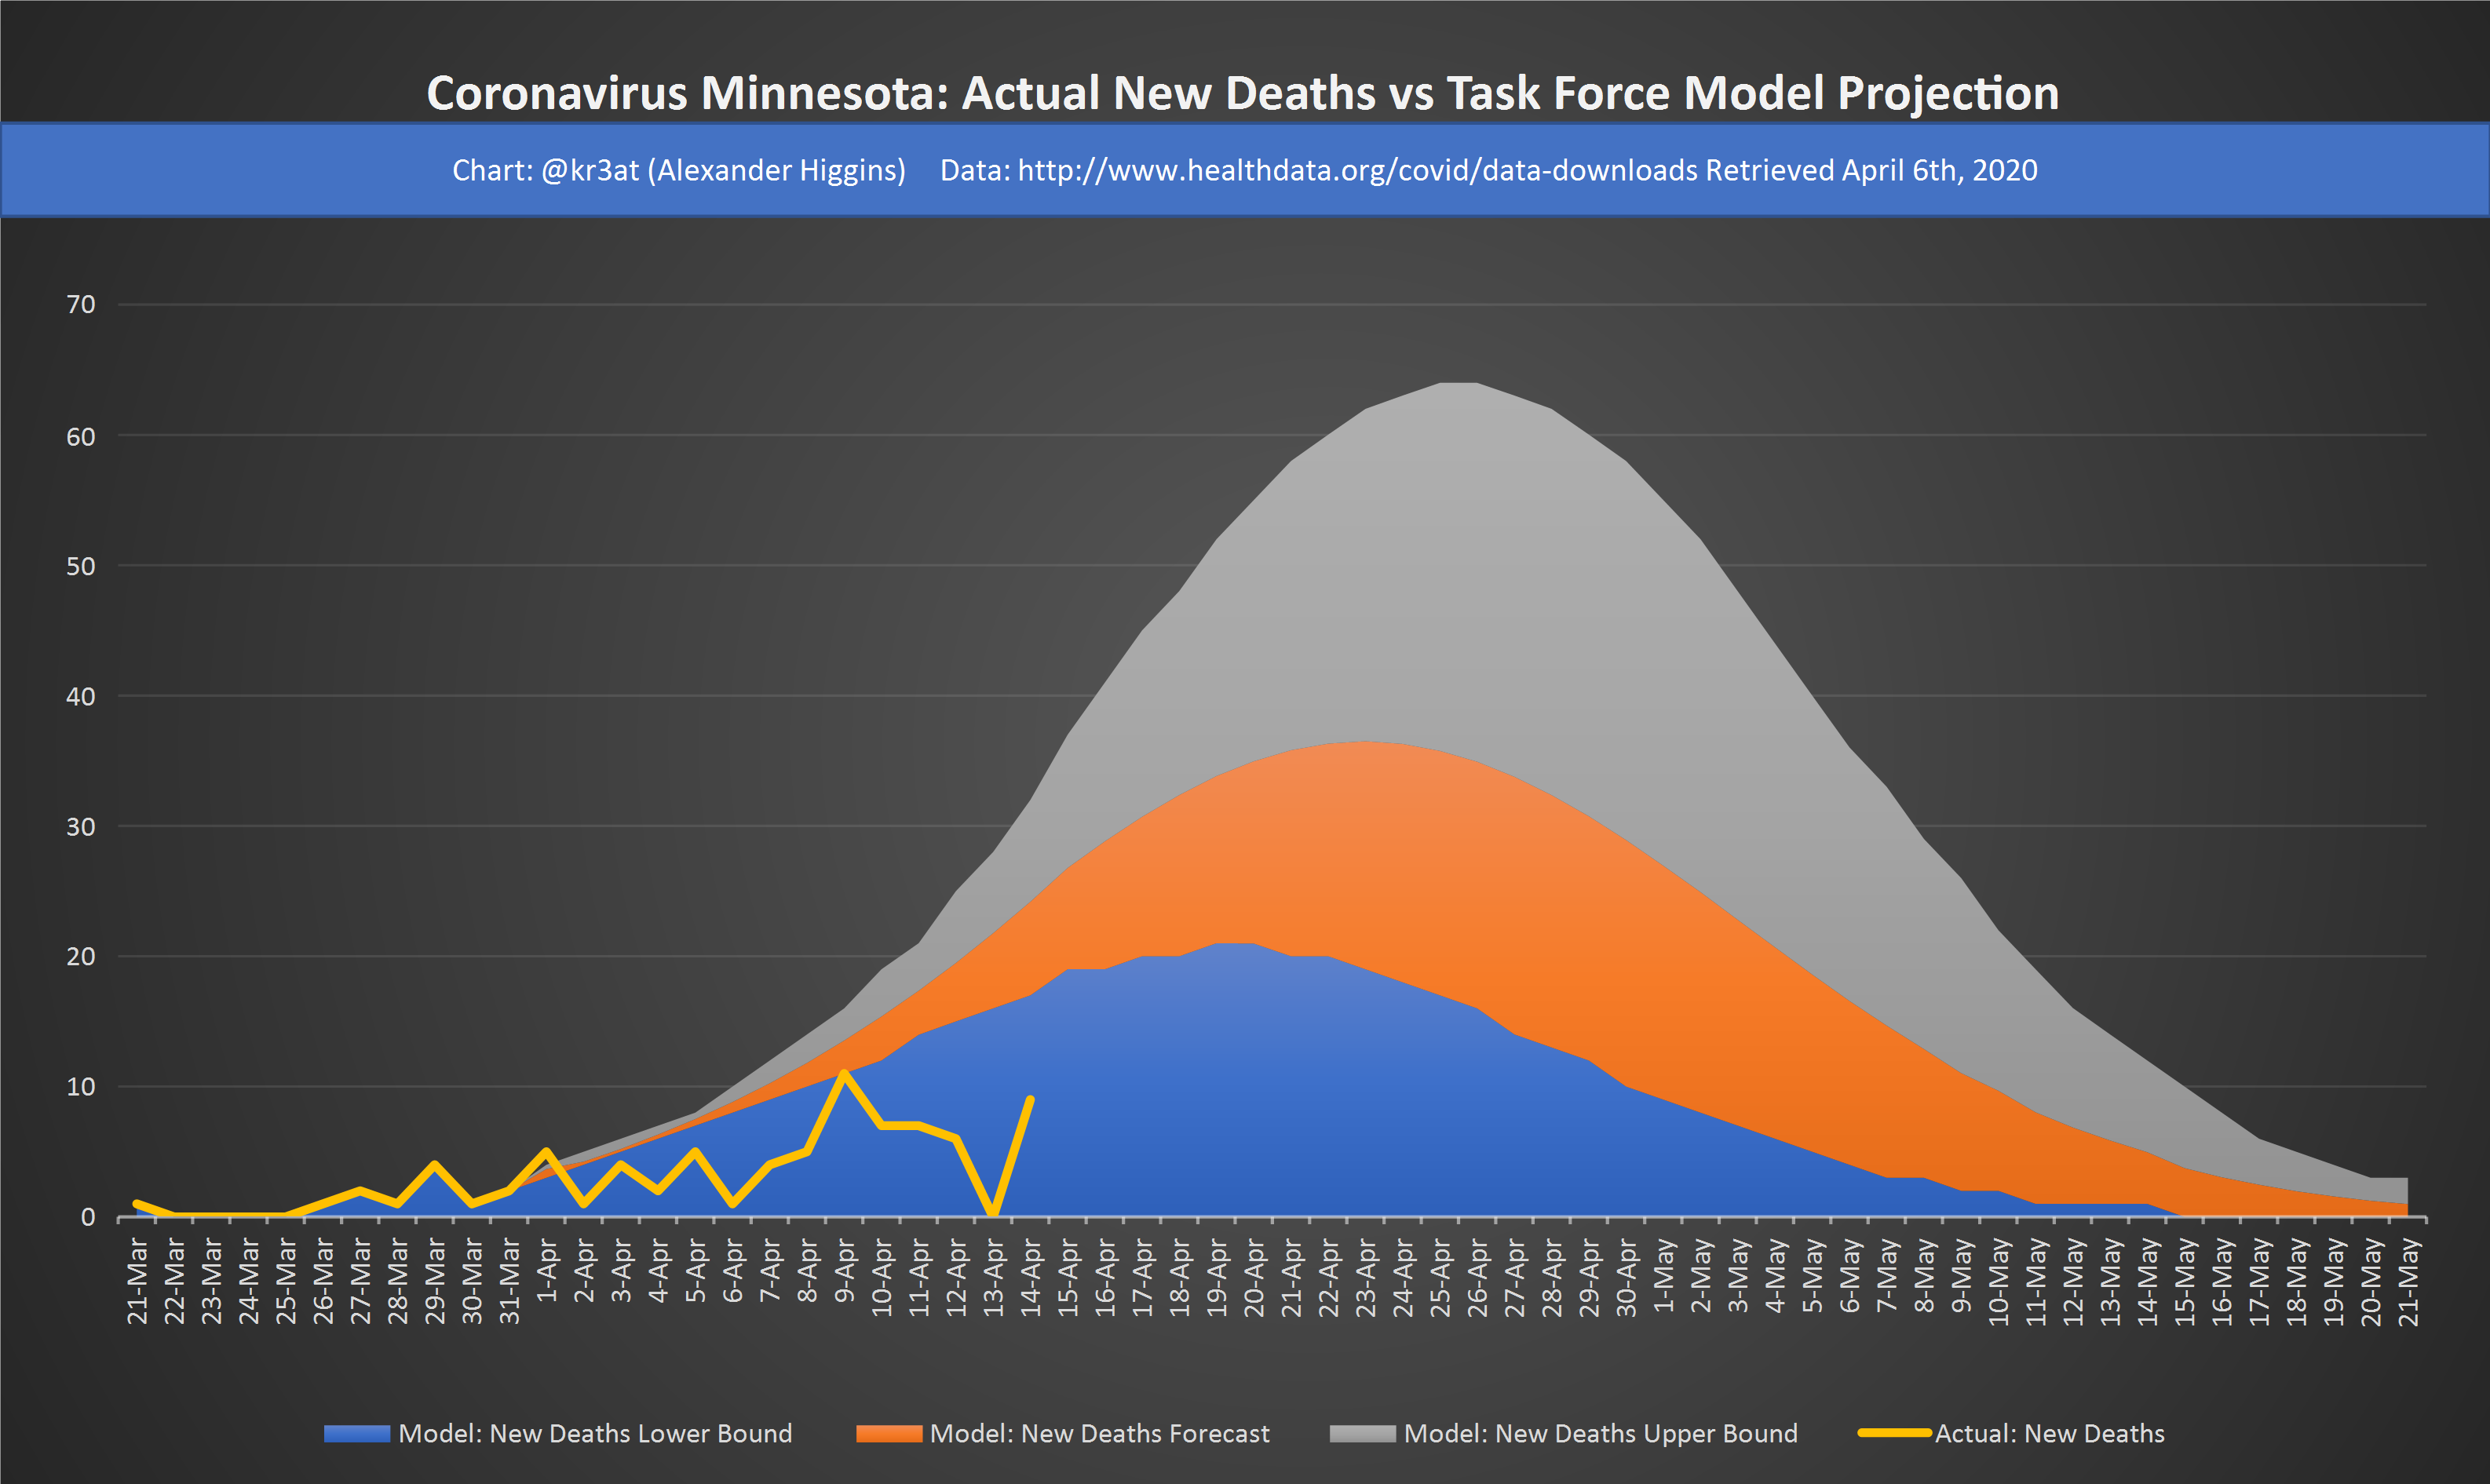 Coronavirus Minnesota: Actual New Deaths vs Task Force Model Projection
Chart: @kr3at (Alexander Higgins) Data: http://www.healthdata.org/covid/data-downloads Retrieved April 6th, 2020
70
60
50
40
30
20
10
0
21-Mar
22-Mar
23-Mar
24-Mar
25-Mar
26-Mar
27-Mar
28-Mar
29-Mar
30-Mar
31-Mar
1-Apr
2-Apr
3-Apr
4-Apr
5-Apr
6-Apr
7-Apr
8-Apr
9-Apr
10-Apr
11-Apr
12-Apr
13-Apr
14-Apr
15-Apr
16-Apr
17-Apr
18-Apr
19-Apr
20-Apr
21-Apr
22-Apr
23-Apr
24-Apr
25-Apr
26-Apr
27-Apr
28-Apr
29-Apr
30-Apr
1-May
2-May
3-May
4-May
5-May
6-May
7-May
8-May
9-May
10-May
11-May
12-May
13-May
14-May
15-May
16-May
17-May
18-May
19-May
20-May
21-May
Model: New Deaths Lower Bound
Model: New Deaths Forecast
Model: New Deaths Upper Bound
Actual: New Deaths